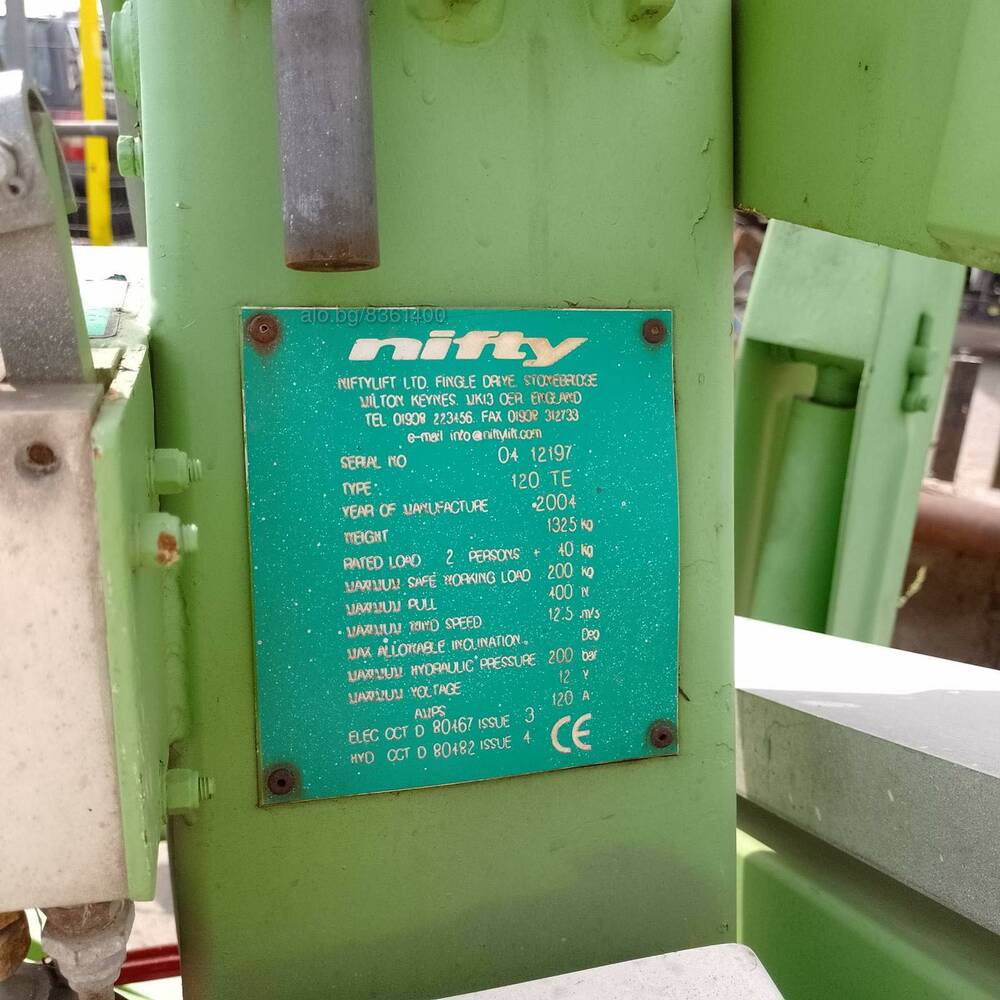 ajo.bg/8361400
nifty
NIFTYLIFT LTD. FINGLE DRIVE, STONEBRIDGE
MILTON KEYNES. MK13 0ER. ENGLAND
TEL 01908 223456. FAX 01908 312733
e-mail info@niftylift.com
SERIAL NO 04 12197
TYPE 120 TE
YEAR OF MANUFACTURE 2004
WEIGHT 1325 kg
RATED LOAD 2 PERSONS + 40 kg
MAXIMUM SAFE WORKING LOAD 200 kg
MAXIMUM PULL 400 N
MAXIMUM WIND SPEED 12.5 m/s
MAX ALLOWABLE INCLINATION Deg
MAXIMUM HYDRAULIC PRESSURE 200 bar
MAXIMUM VOLTAGE 12 V
AMPS 120 A
ELEC CCT D 80467 ISSUE 3
HYD CCT D 80482 ISSUE 4
CE